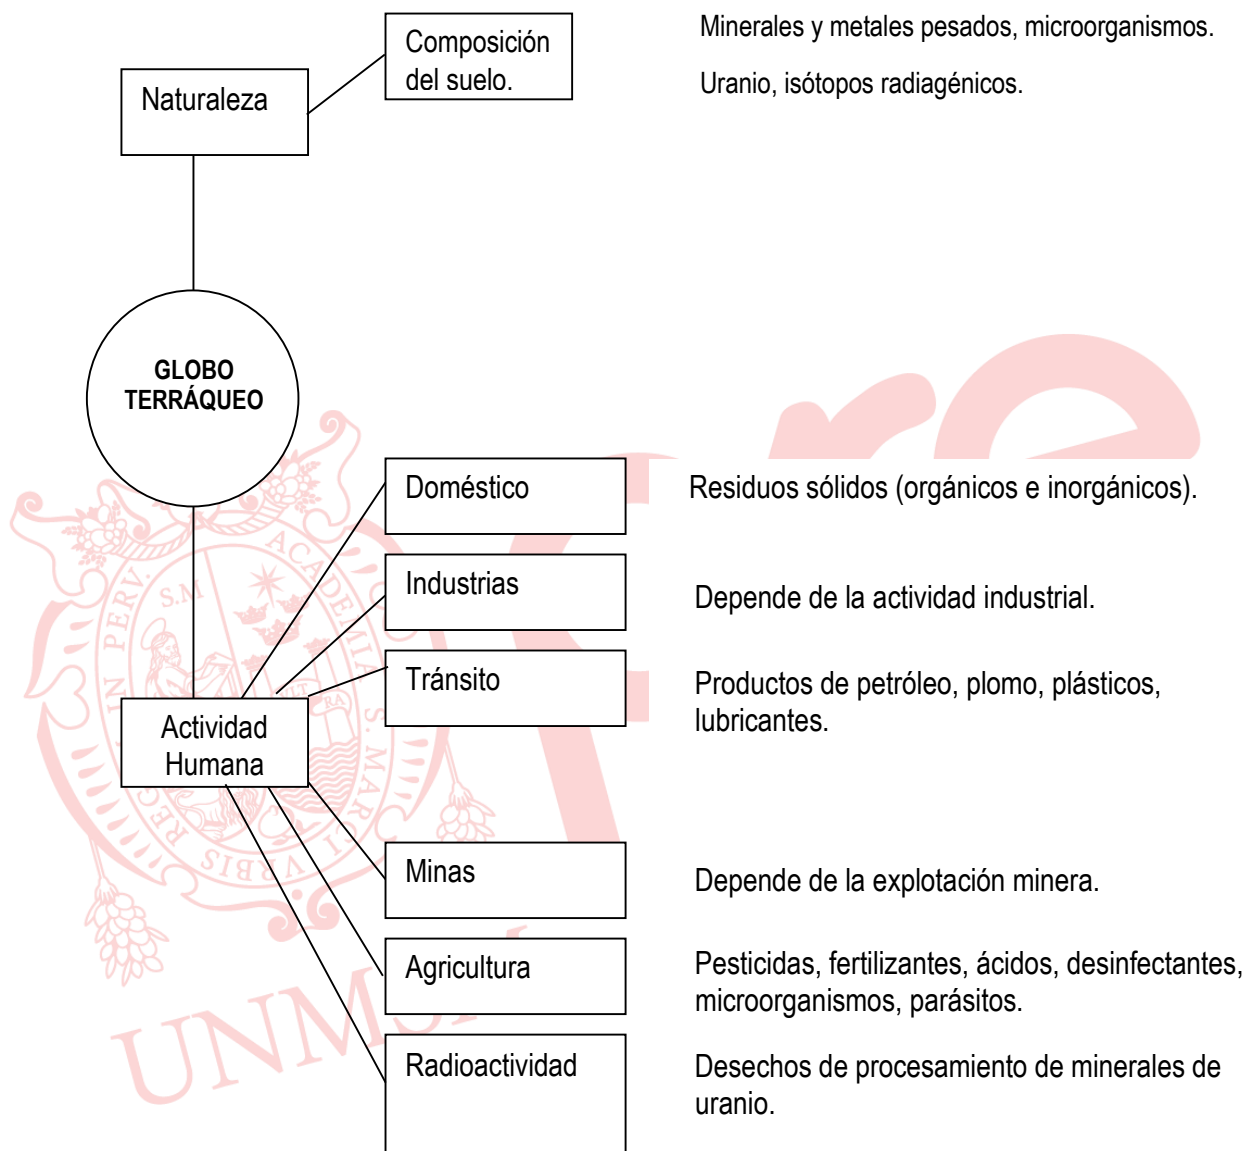 Composición
del suelo.
Minerales y metales pesados, microorganismos.
Uranio, isótopos radiagénicos.
Naturaleza
GLOBO
TERRÁQUEO
Doméstico
Residuos sólidos (orgánicos e inorgánicos).
Industrias
Depende de la actividad industrial.
Tránsito
Productos de petróleo, plomo, plásticos,
lubricantes.
Actividad
Humana
Minas
Depende de la explotación minera.
Agricultura
Pesticidas, fertilizantes, ácidos, desinfectantes,
microorganismos, parásitos.
Radioactividad
Desechos de procesamiento de minerales de
uranio.